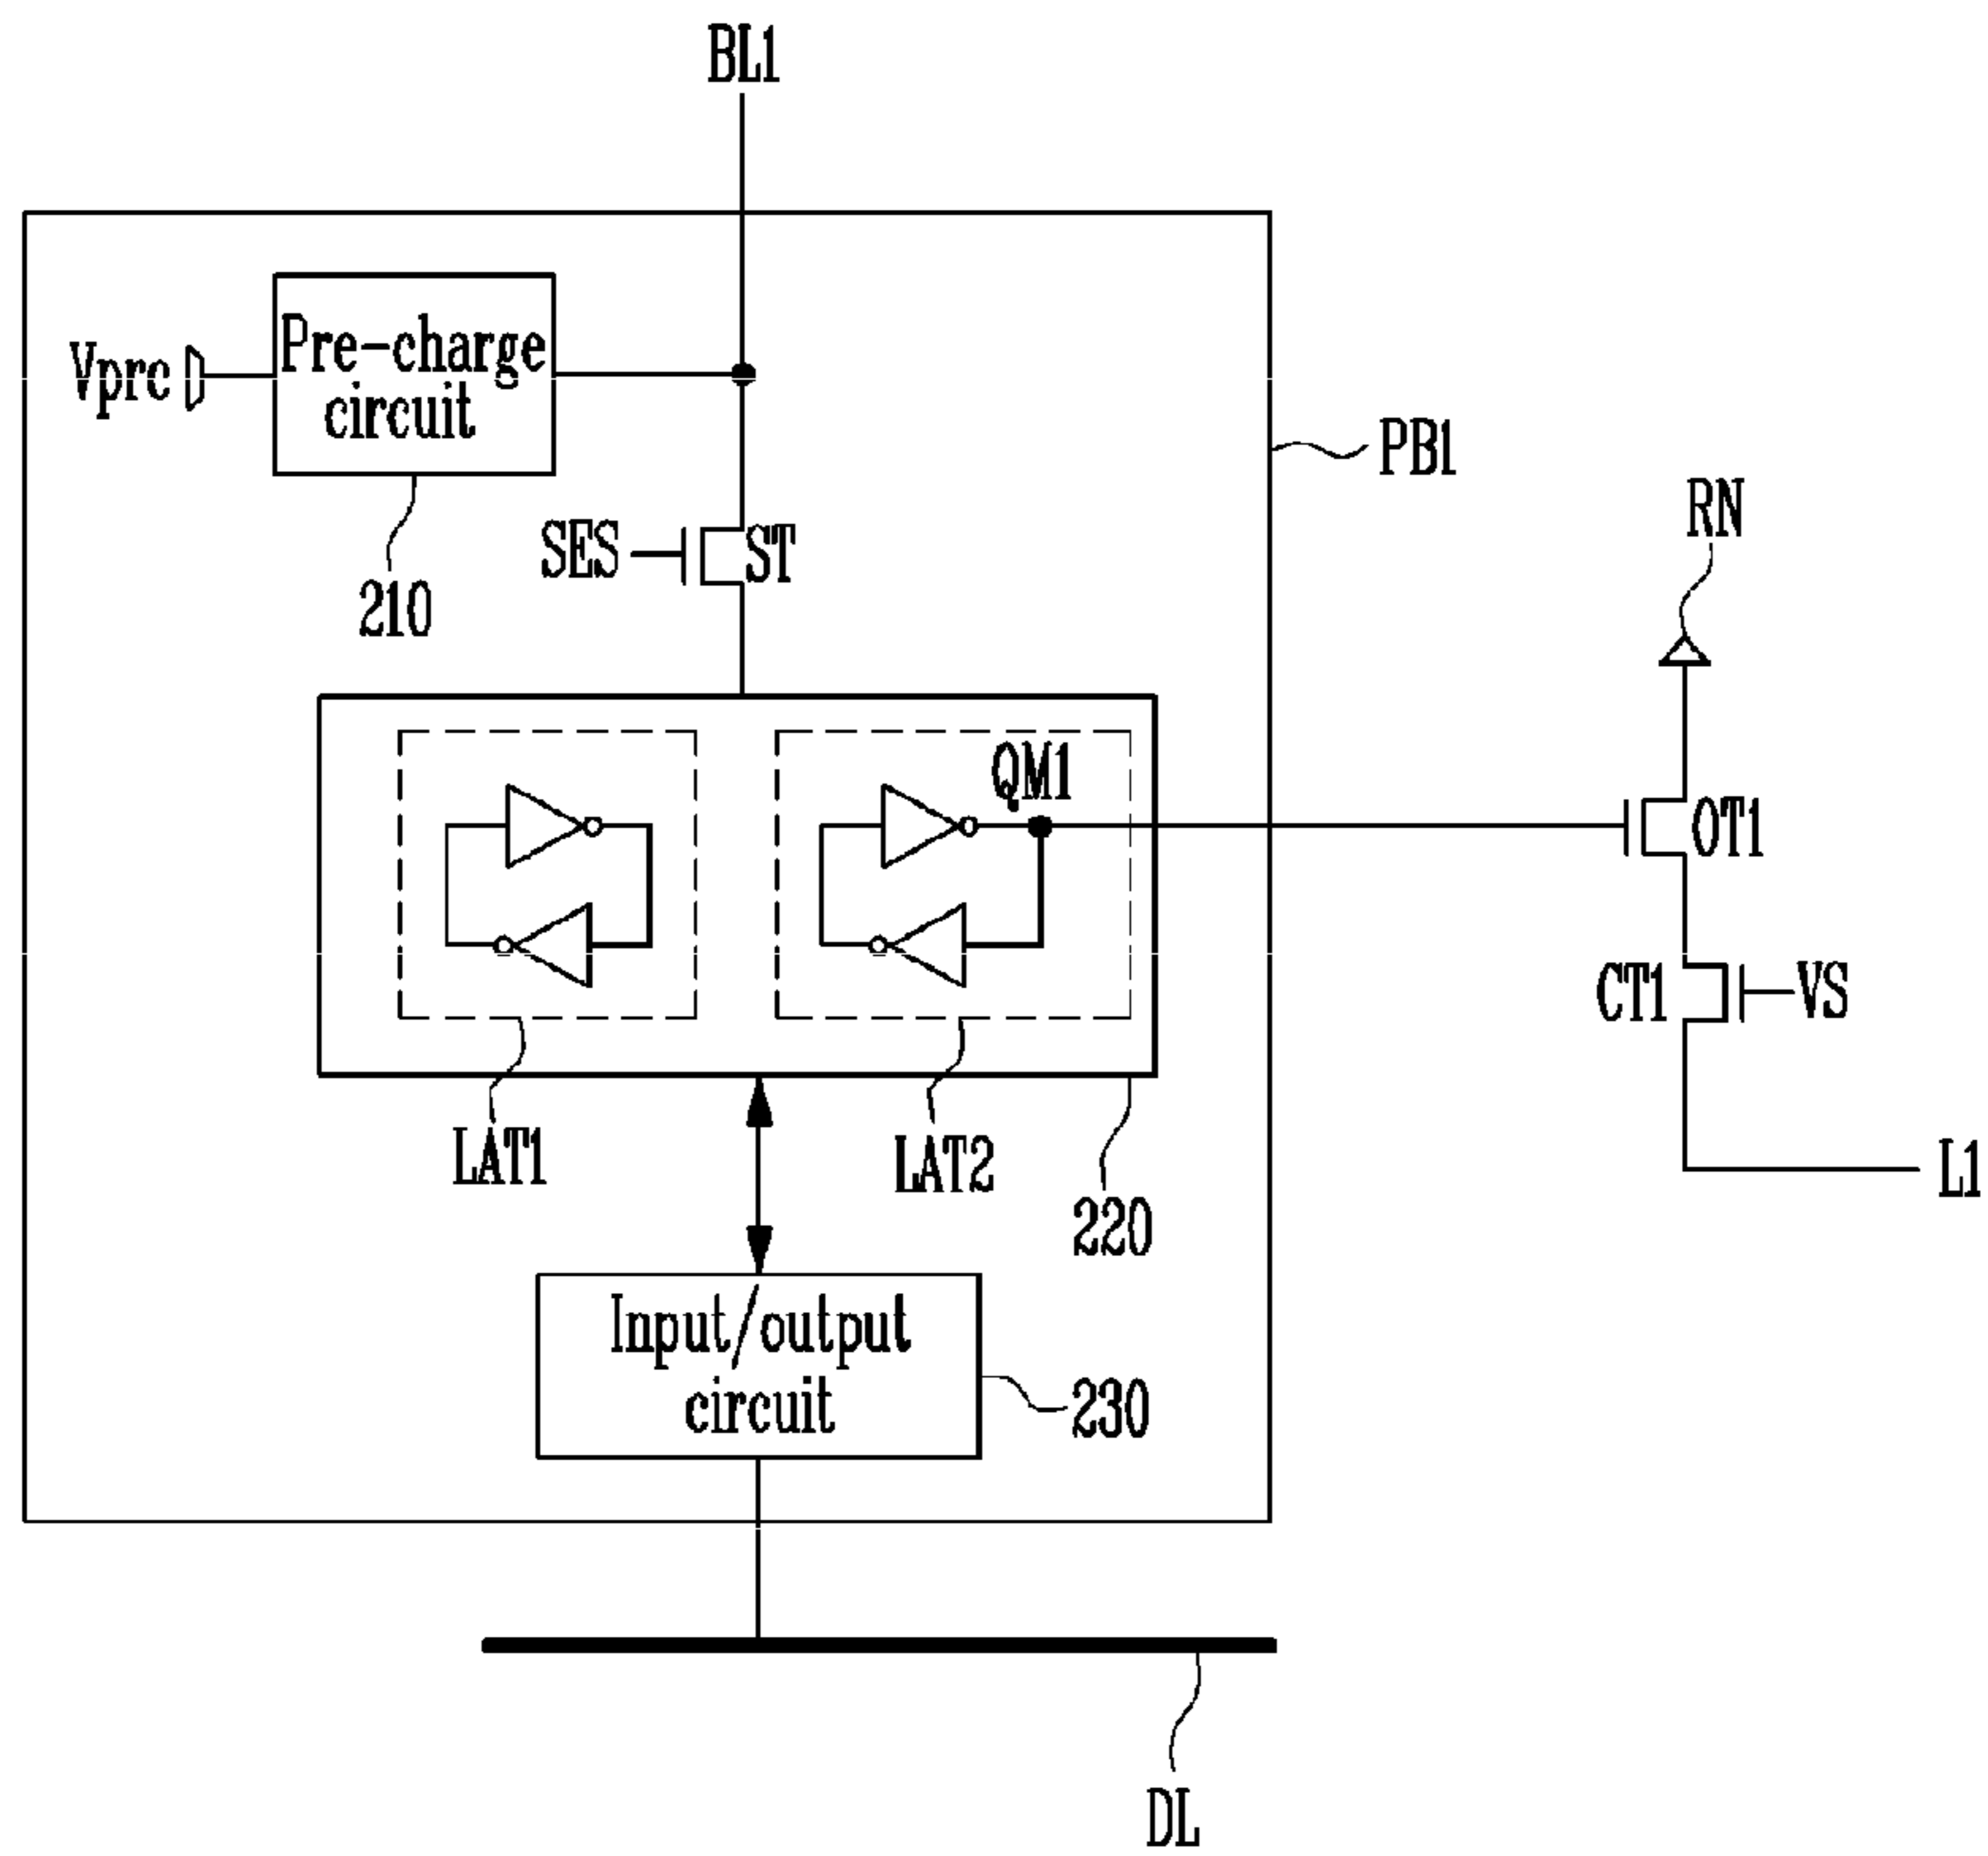 BL1
Vprc
Pre-charge
circuit
PB1
RN
SES
ST
210
QM1
OT1
CT1
VS
LAT1
LAT2
L1
220
Input/output
circuit
230
DL